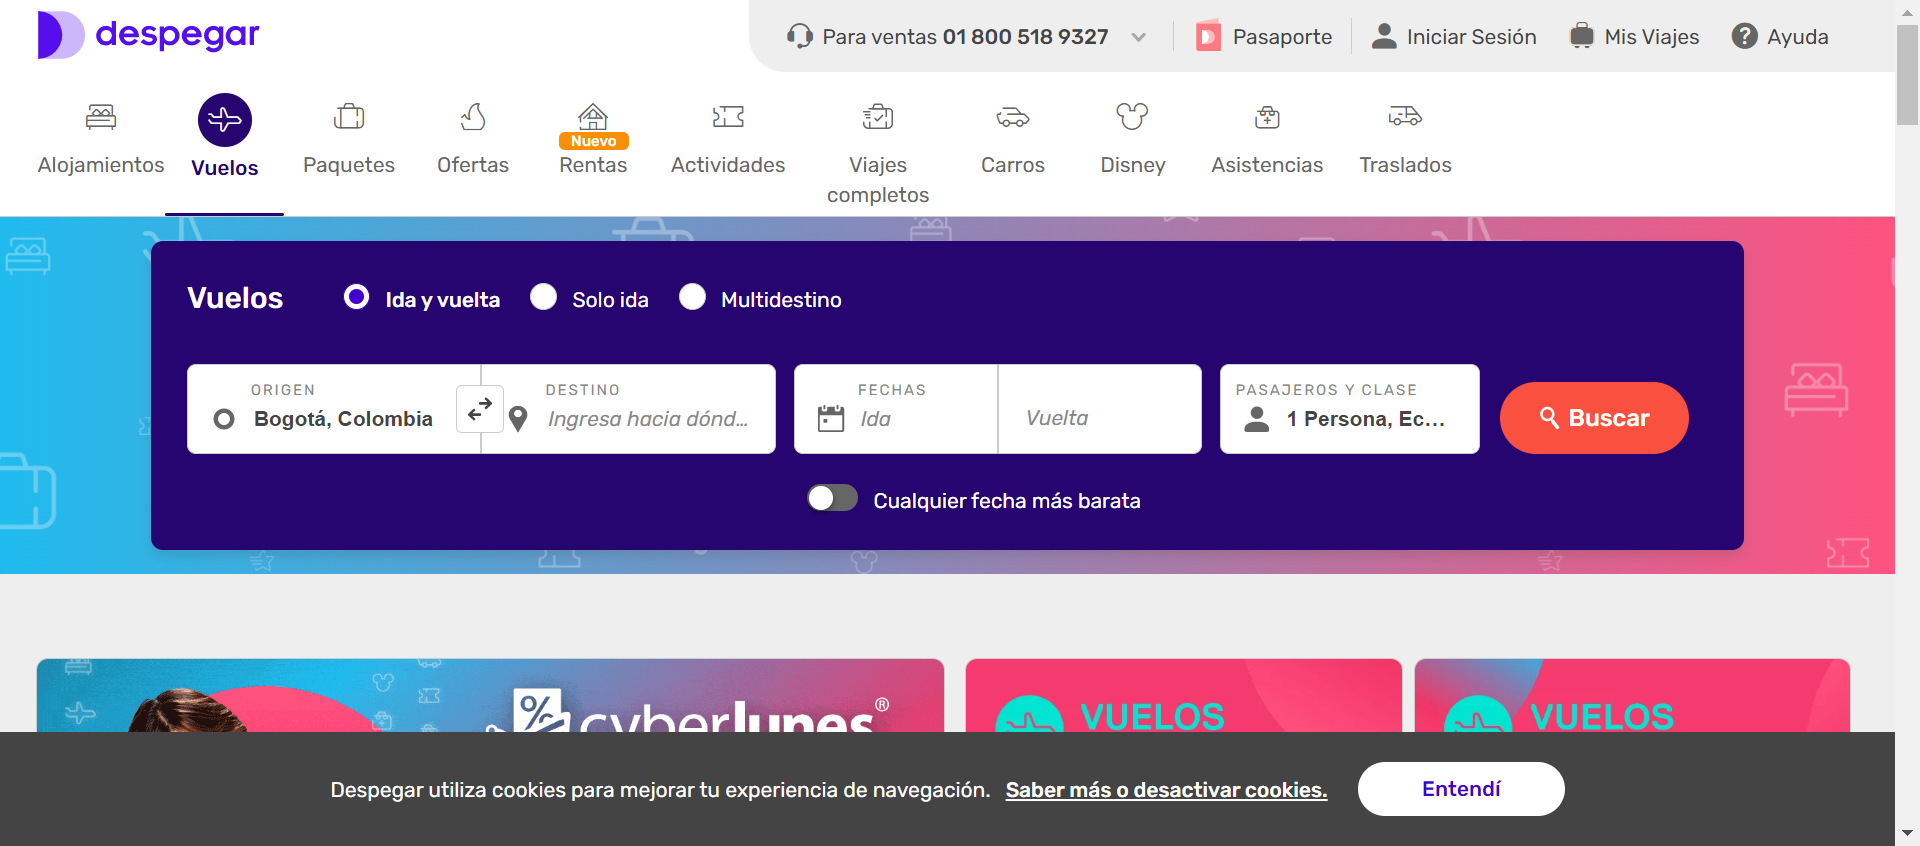 despegar
Para ventas 01 800 518 9327
Pasaporte
Iniciar Sesión
Mis Viajes
Ayuda
Alojamientos
Vuelos
Paquetes
Ofertas
Nuevo
Rentas
Actividades
Viajes
completos
Carros
Disney
Asistencias
Traslados
Vuelos
Ida y vuelta
Solo ida
Multidestino
ORIGEN
Bogotá, Colombia
DESTINO
Ingresa hacia dónd...
FECHAS
Ida
Vuelta
PASAJEROS Y CLASE
1 Persona, Ec...
Buscar
Cualquier fecha más barata
% cyberlunes®
VUELOS
VUELOS
Despegar utiliza cookies para mejorar tu experiencia de navegación. Saber más o desactivar cookies.
Entendí